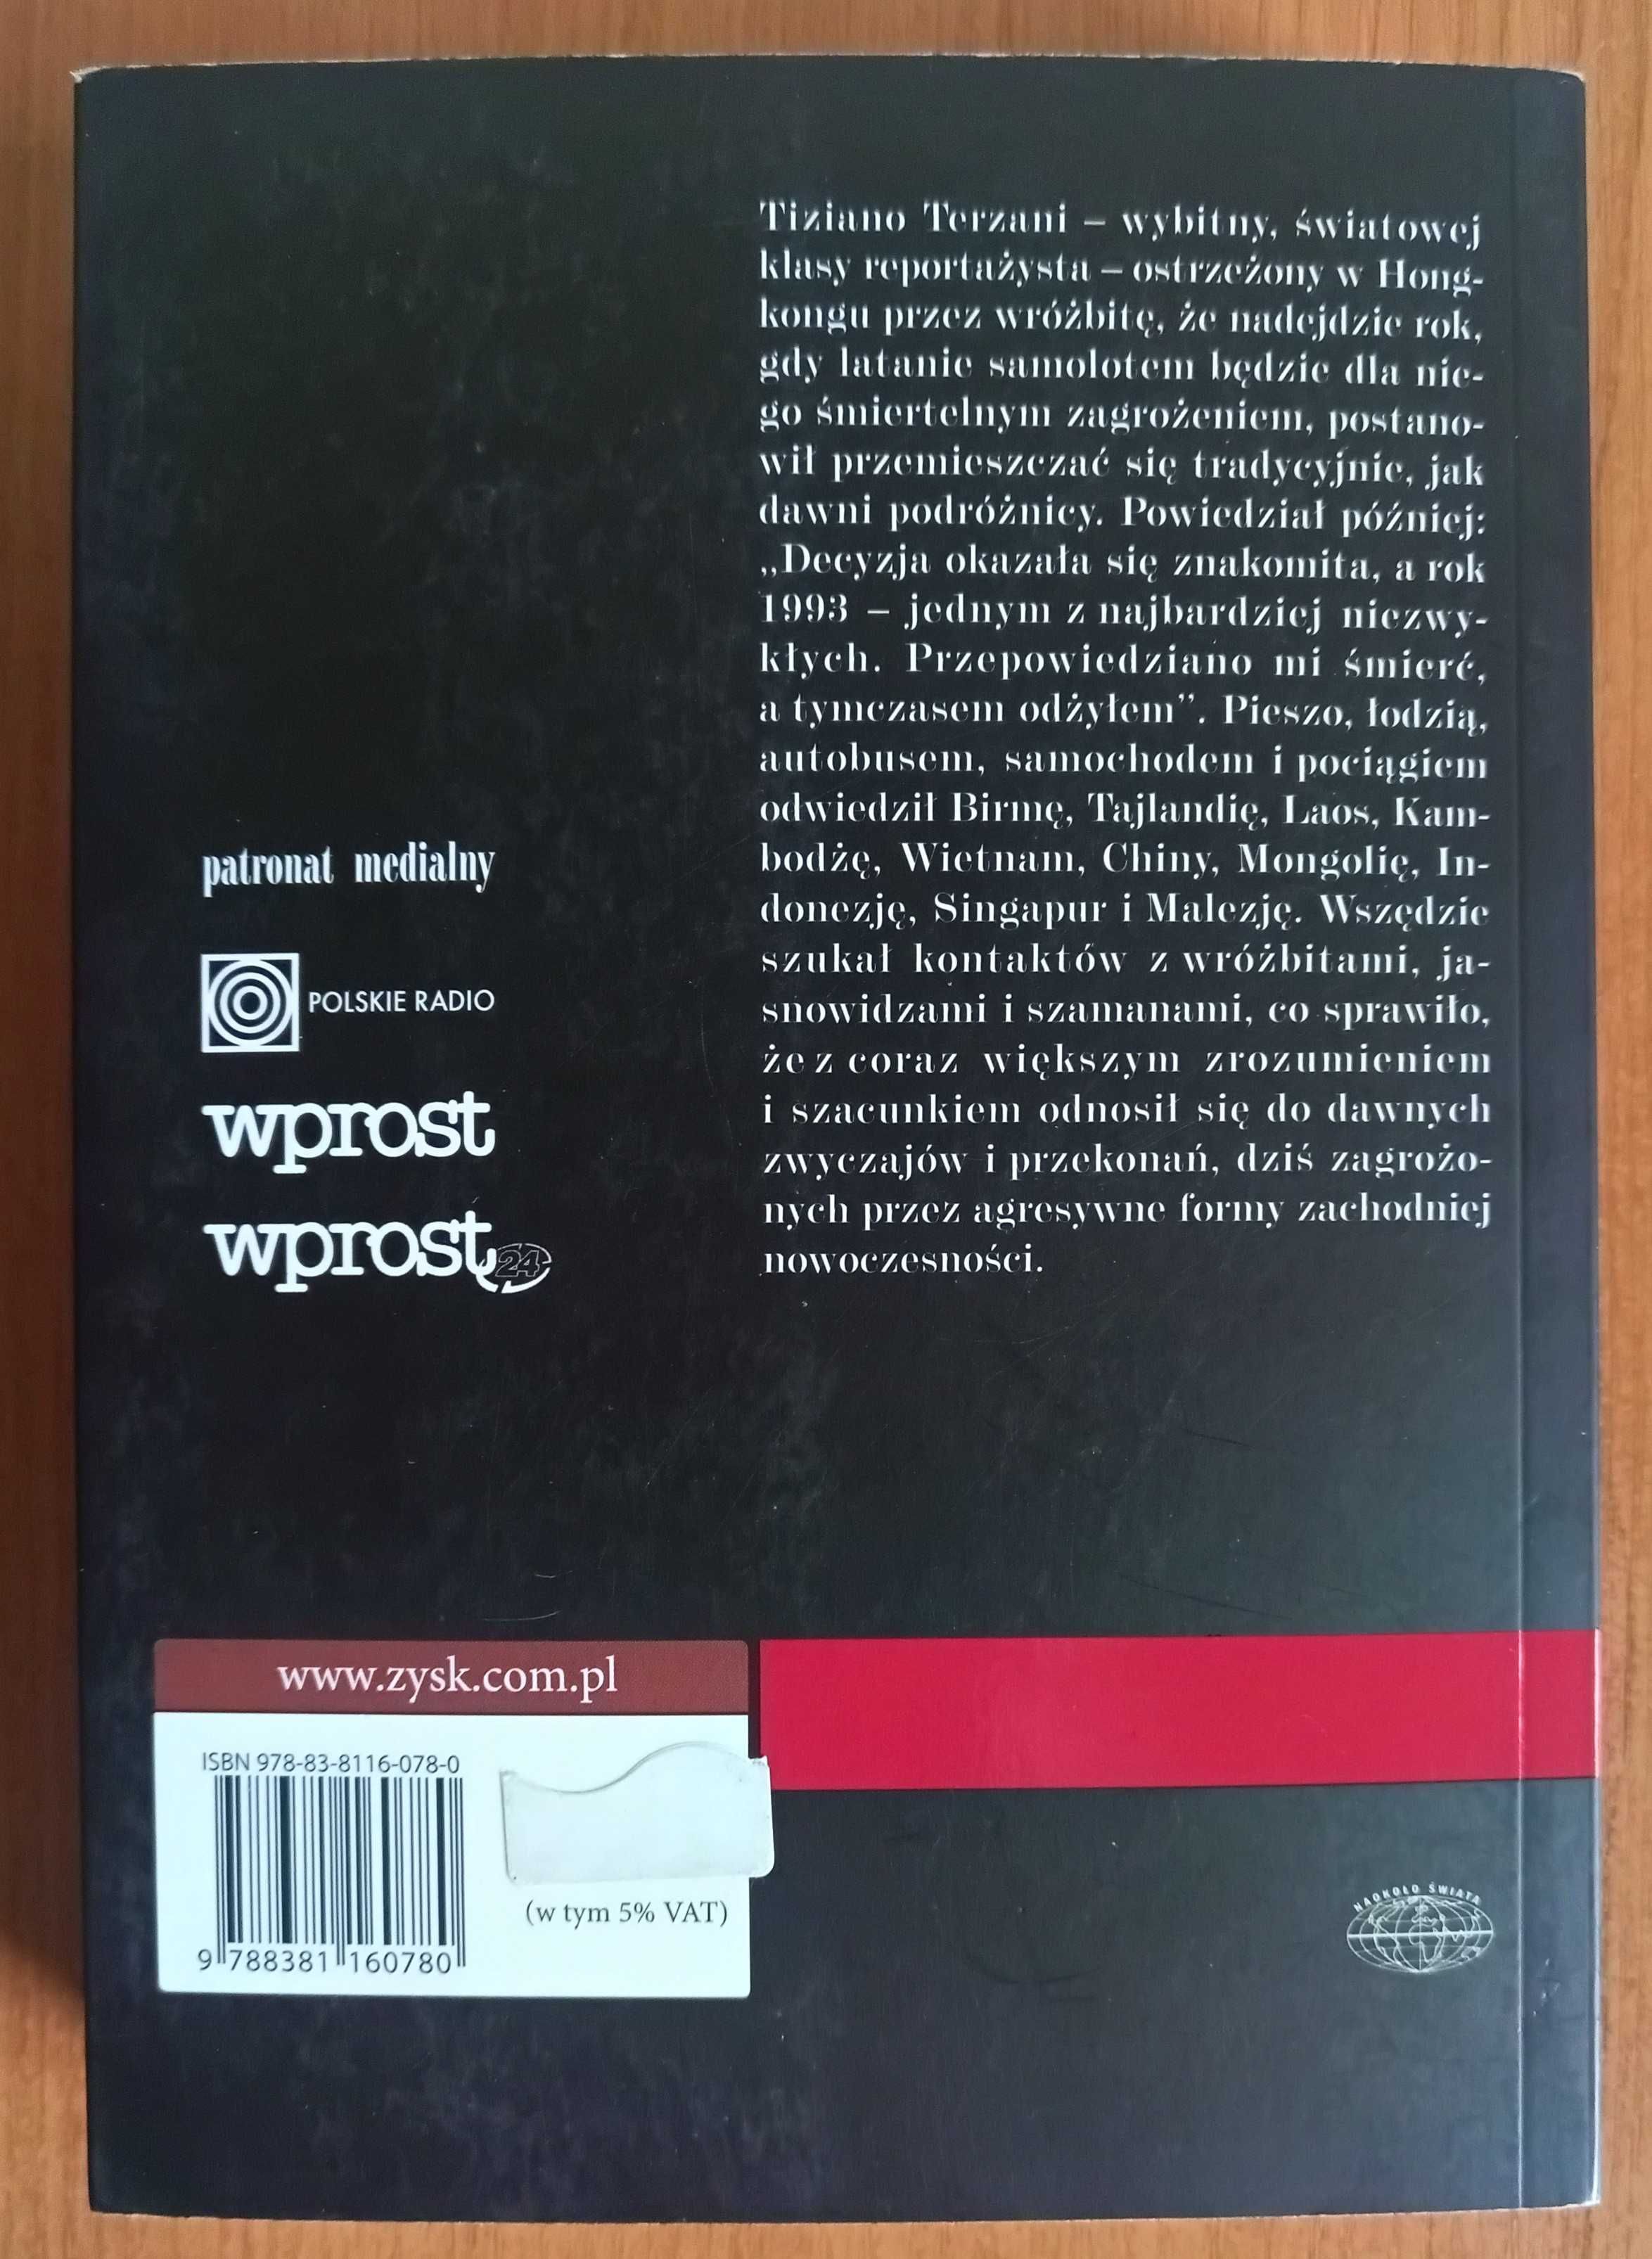 Tiziano Terzani – wybitny, światowej
klasy reportażysta – ostrzeżony w Hong-
kongu przez wróżbitę, że nadejdzie rok,
gdy latanie samolotem będzie dla nie-
go śmiertelnym zagrożeniem, postano-
wił przemieszczać się tradycyjnie, jak
dawni podróżnicy. Powiedział później:
„Decyzja okazała się znakomita, a rok
1993 – jednym z najbardziej niezwy-
kłych. Przepowiedziano mi śmierć,
a tymczasem odżyłem”. Pieszo, łodzią,
autobusem, samochodem i pociągiem
odwiedził Birmę, Tajlandię, Laos, Kam-
bodżę, Wietnam, Chiny, Mongolię, In-
donezję, Singapur i Malezję. Wszędzie
szukał kontaktów z wróżbitami, ja-
snowidzami i szamanami, co sprawiło,
że z coraz większym zrozumieniem
i szacunkiem odnosił się do dawnych
zwyczajów i przekonań, dziś zagrożo-
nych przez agresywne formy zachodniej
nowoczesności.
patronat medialny
POLSKIE RADIO
wprost
wprost 24
www.zysk.com.pl
ISBN 978-83-8116-078-0
(w tym 5% VAT)
9 788381 160780
NAOKOŁO ŚWIATA